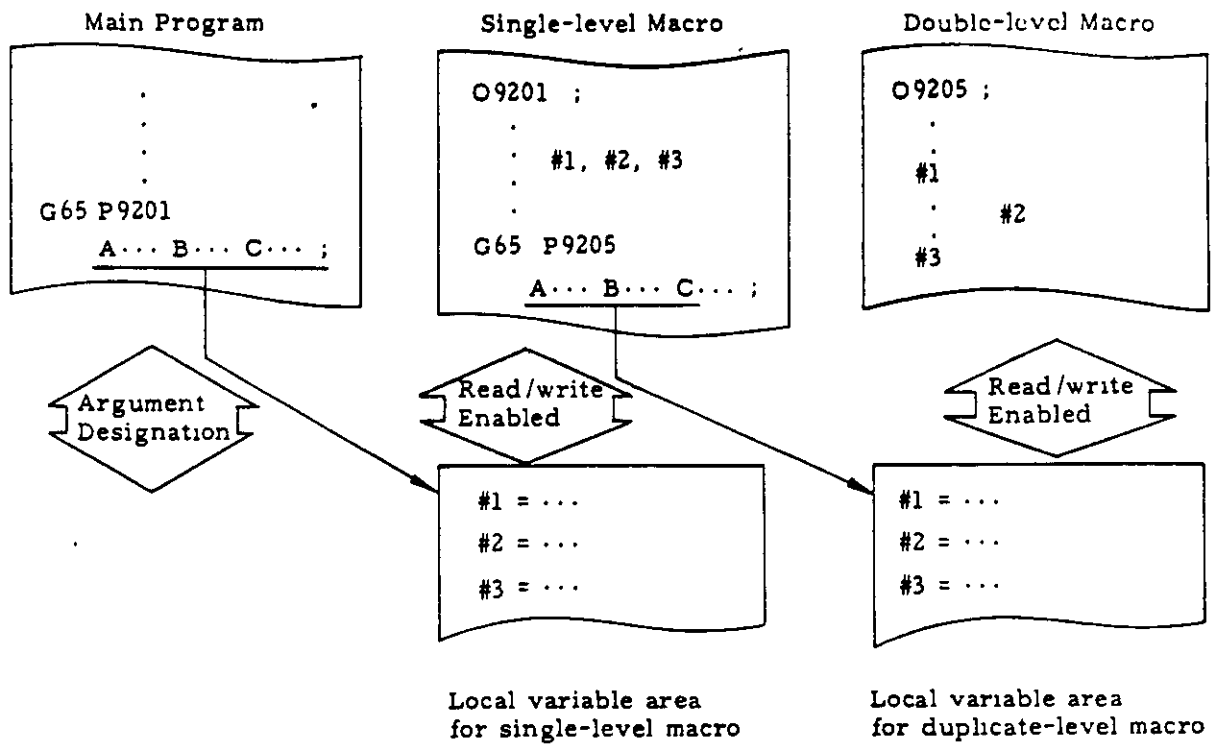 Main Program
G65 P9201
A··· B··· C··· ;
Argument
Designation
Single-level Macro
O9201 ;
#1, #2, #3
G65 P9205
A··· B··· C··· ;
Read/write
Enabled
#1 = ···
#2 = ···
#3 = ···
Local variable area
for single-level macro
Double-level Macro
O9205 ;
#1
#2
#3
Read/write
Enabled
#1 = ···
#2 = ···
#3 = ···
Local variable area
for duplicate-level macro